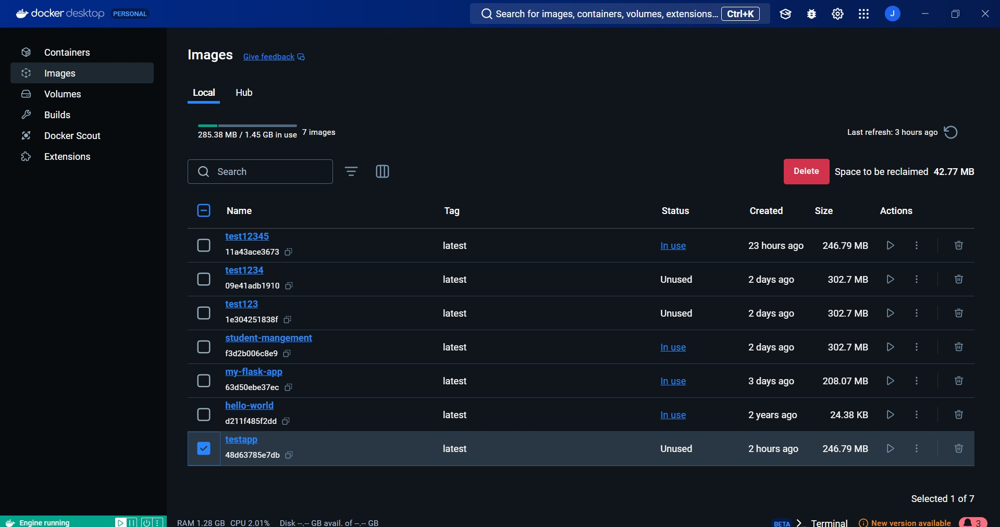 docker desktop PERSONAL
Search for images, containers, volumes, extensions... Ctrl+K
J
Containers
Images
Volumes
Builds
Docker Scout
Extensions
Images Give feedback
Local Hub
285.38 MB / 1.45 GB in use 7 images
Last refresh: 3 hours ago
Search
Delete Space to be reclaimed 42.77 MB
Name Tag Status Created Size Actions
test12345
11a43ace3673
latest In use 23 hours ago 246.79 MB
test1234
09e41adb1910
latest Unused 2 days ago 302.7 MB
test123
1e304251838f
latest Unused 2 days ago 302.7 MB
student-mangement
f3d2b006c8e9
latest In use 2 days ago 302.7 MB
my-flask-app
63d50ebe37ec
latest In use 3 days ago 208.07 MB
hello-world
d211f485f2dd
latest In use 2 years ago 24.38 KB
testapp
48d63785e7db
latest Unused 2 hours ago 246.79 MB
Selected 1 of 7
Engine running
RAM 1.28 GB CPU 2.01% Disk --.-- GB avail. of --.-- GB
BETA Terminal New version available 3